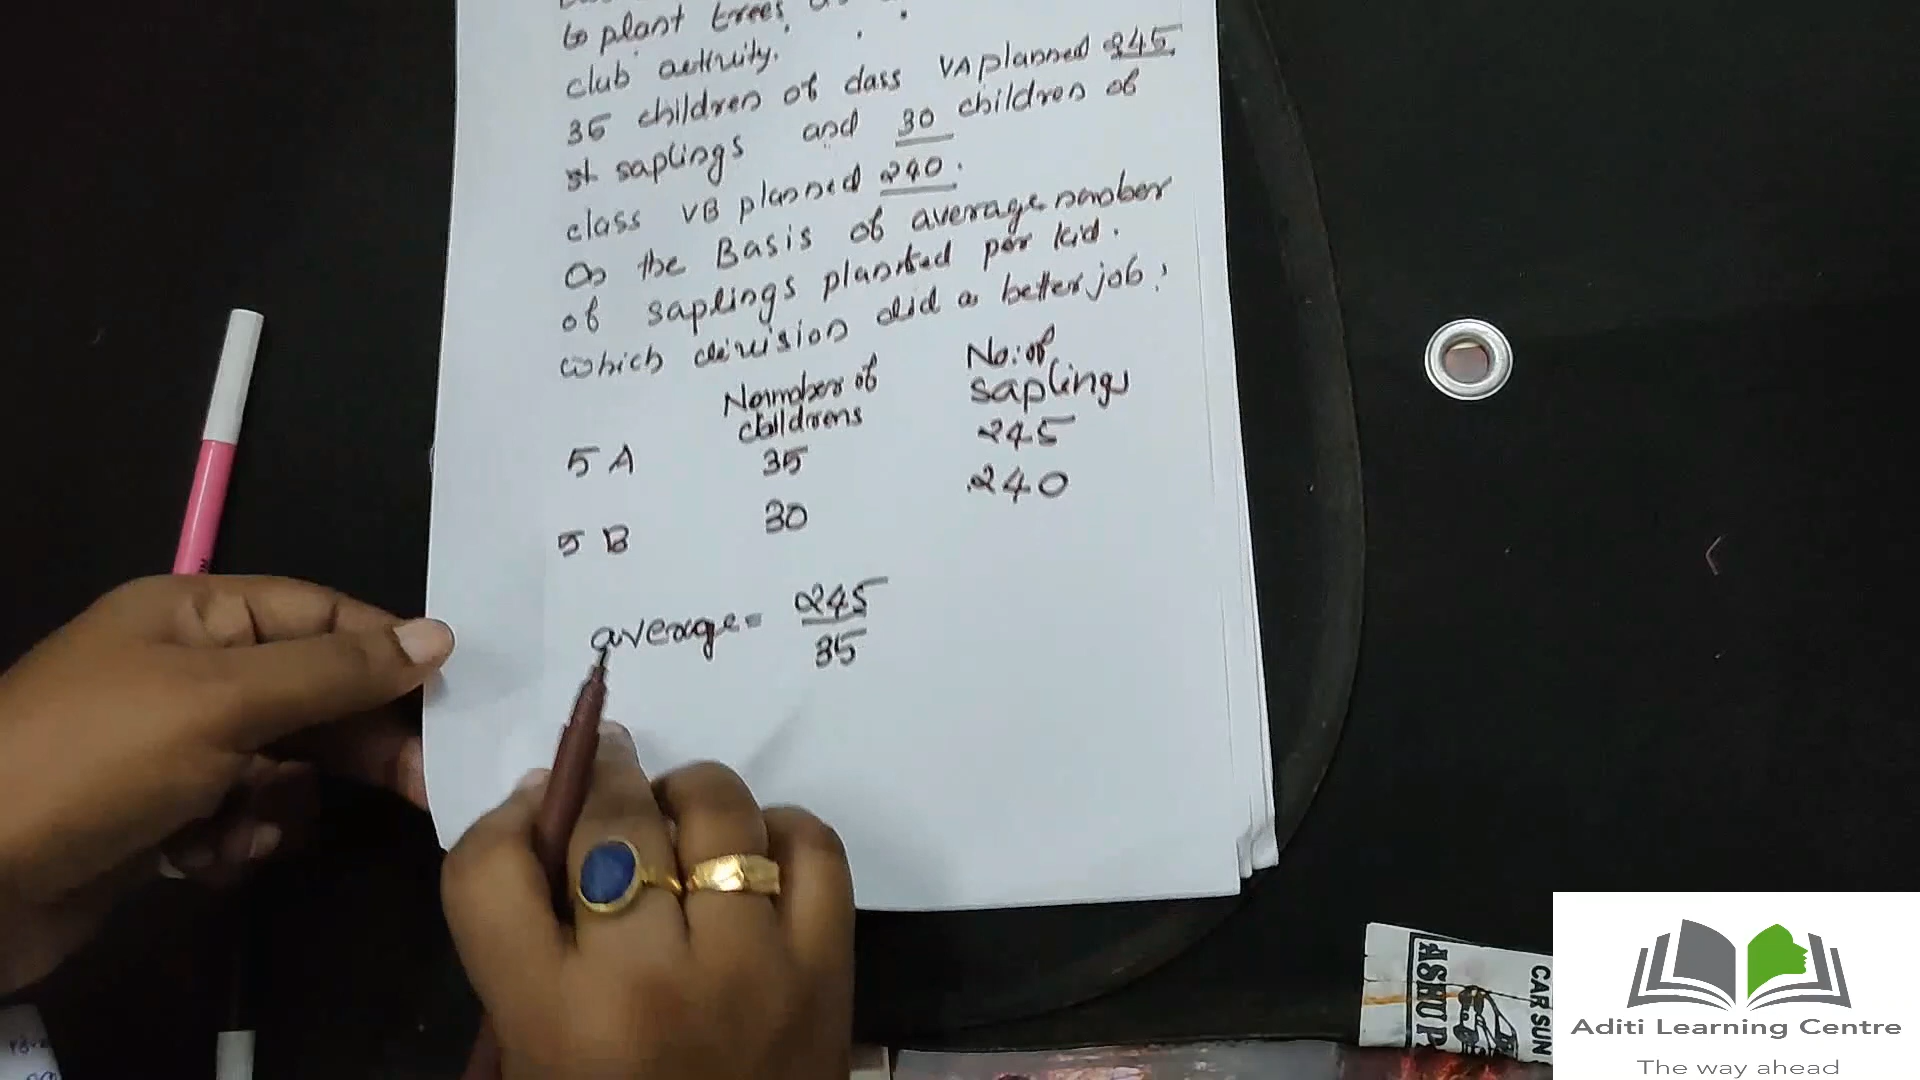 to plant trees
club activity.
35 children of class VA planned 245
saplings and 30 children of
class VB planned 240.
On the Basis of average number
of saplings planted per kid.
which division did a better job,
Number of
childrens
No: of
saplings
5 A 35 245
5 B 30 240
average = 245
35
ASHU P
CAR SUN
Aditi Learning Centre
The way ahead